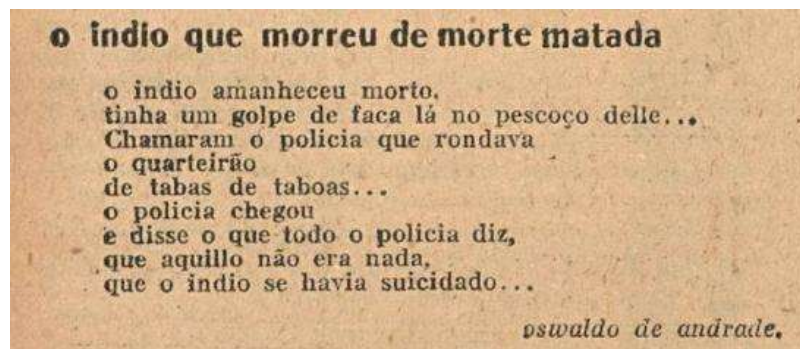 o indio que morreu de morte matada
o indio amanheceu morto,
tinha um golpe de faca lá no pescoço delle...
Chamaram o policia que rondava
o quarteirão
de tabas de taboas...
o policia chegou
e disse o que todo o policia diz,
que aquillo não era nada,
que o indio se havia suicidado...
oswaldo de andrade.